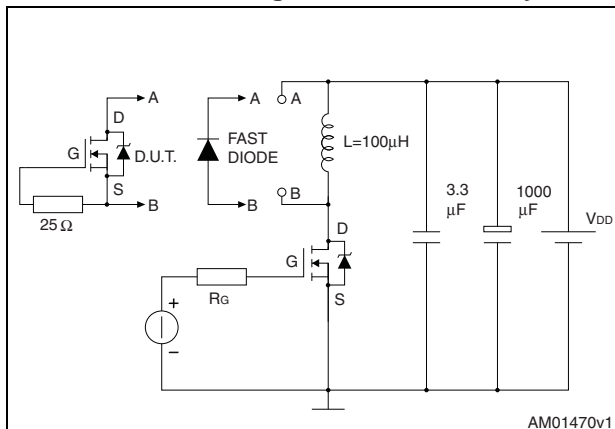 A
D
G
D.U.T.
S
B
25 Ω
A
FAST
DIODE
B
A
L=100μH
B
D
G
S
RG
+
–
3.3
μF
1000
μF
VDD
AM01470v1